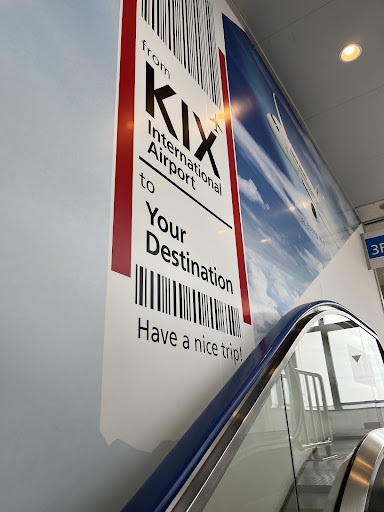 from
KIX
International
Airport
to
Your
Destination
Have a nice trip!
3F